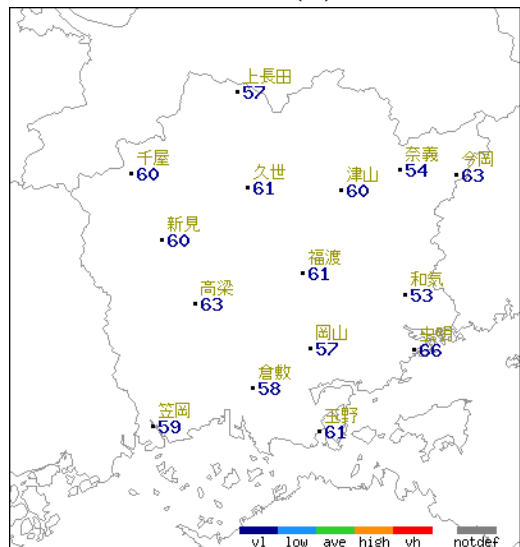 上長田
57
千屋
60
久世
61
津山
60
奈義
54
今岡
63
新見
60
福渡
61
高梁
63
和気
53
岡山
57
虫明
66
倉敷
58
笠岡
59
玉野
61
vl low ave high vh notdef